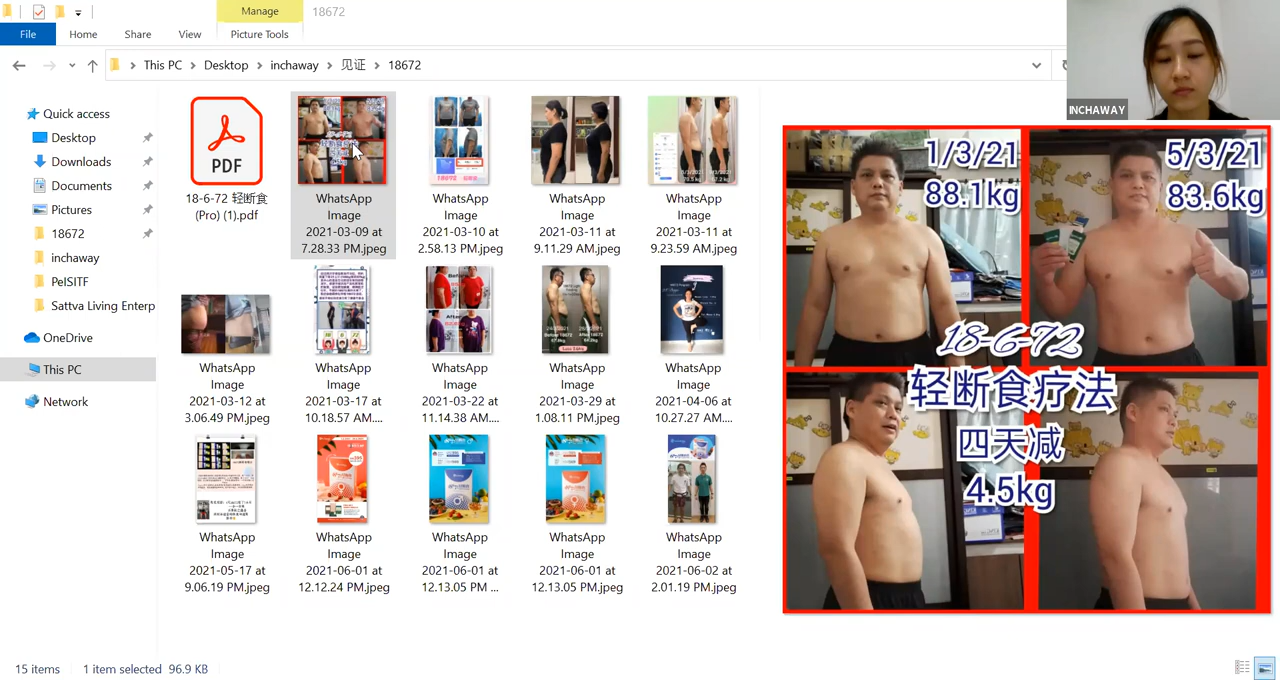 Manage
18672
File
Home
Share
View
Picture Tools
This PC
Desktop
inchaway
见证
18672
INCHAWAY
Quick access
Desktop
Downloads
Documents
Pictures
18672
inchaway
PelSITF
Sattva Living Enterp
OneDrive
This PC
Network
PDF
18-6-72 轻断食
(Pro) (1).pdf
WhatsApp
Image
2021-03-09 at
7.28.33 PM.jpeg
WhatsApp
Image
2021-03-10 at
2.58.13 PM.jpeg
WhatsApp
Image
2021-03-11 at
9.11.29 AM.jpeg
WhatsApp
Image
2021-03-11 at
9.23.59 AM.jpeg
WhatsApp
Image
2021-03-12 at
3.06.49 PM.jpeg
WhatsApp
Image
2021-03-17 at
10.18.57 AM....
WhatsApp
Image
2021-03-22 at
11.14.38 AM....
WhatsApp
Image
2021-03-29 at
1.08.11 PM.jpeg
WhatsApp
Image
2021-04-06 at
10.27.27 AM....
WhatsApp
Image
2021-05-17 at
9.06.19 PM.jpeg
WhatsApp
Image
2021-06-01 at
12.12.24 PM.jpeg
WhatsApp
Image
2021-06-01 at
12.13.05 PM ...
WhatsApp
Image
2021-06-01 at
12.13.05 PM.jpeg
WhatsApp
Image
2021-06-02 at
2.01.19 PM.jpeg
1/3/21
88.1kg
5/3/21
83.6kg
18-6-72
轻断食疗法
四天减
4.5kg
15 items
1 item selected 96.9 KB